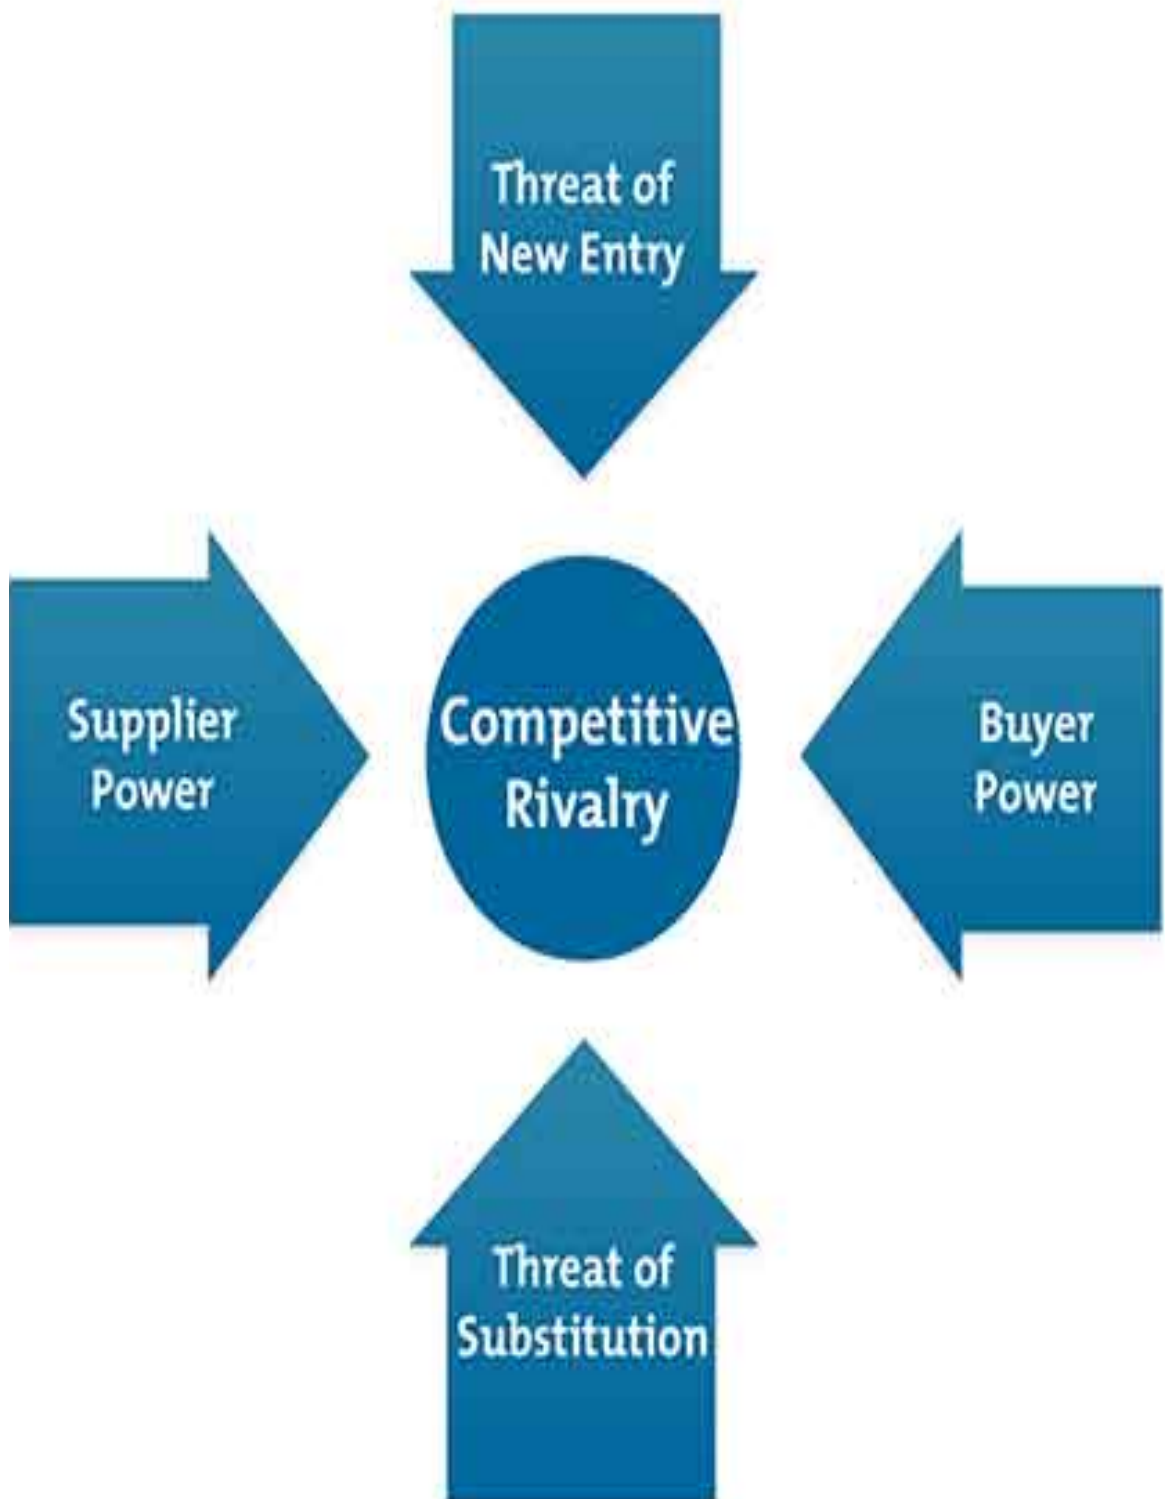 Threat of
New Entry
Supplier
Power
Competitive
Rivalry
Buyer
Power
Threat of
Substitution